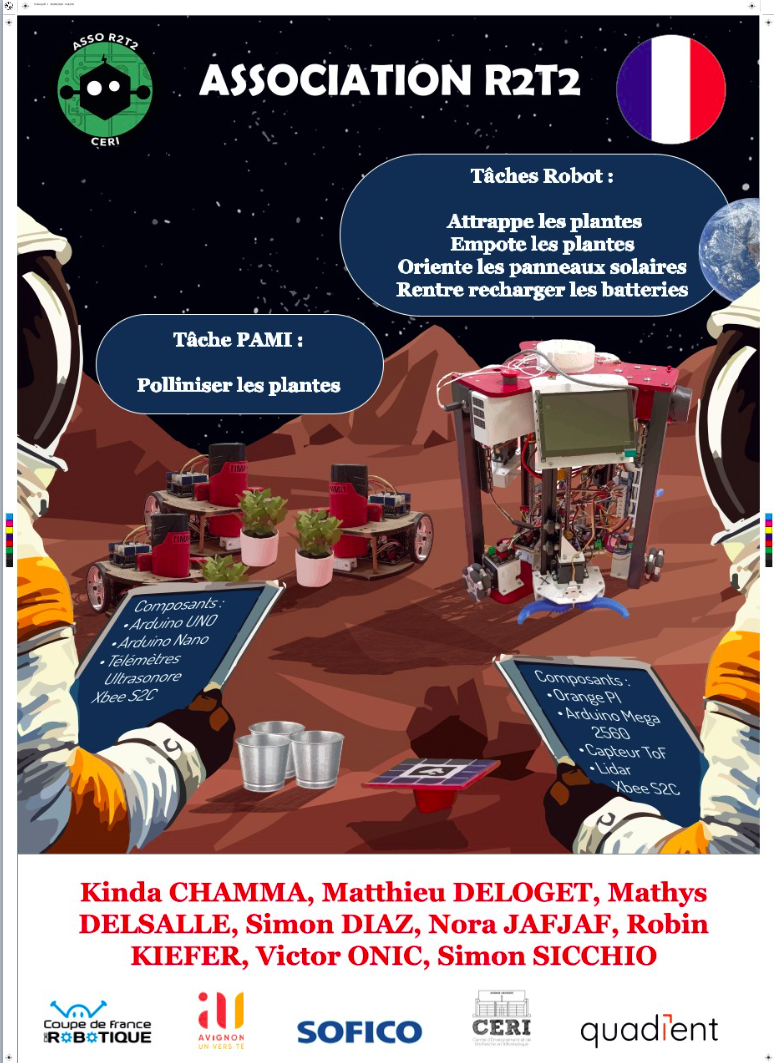 ASSO R2T2
CERI
ASSOCIATION R2T2
Tâches Robot :
Attrappe les plantes
Empote les plantes
Oriente les panneaux solaires
Rentre recharger les batteries
Tâche PAMI :
Polliniser les plantes
Composants :
• Arduino UNO
• Arduino Nano
• Télémètres
Ultrasonore
Xbee S2C
Composants :
• Orange PI
• Arduino Mega
2560
• Capteur ToF
• Lidar
Xbee S2C
Kinda CHAMMA, Matthieu DELOGET, Mathys
DELSALLE, Simon DIAZ, Nora JAFJAF, Robin
KIEFER, Victor ONIC, Simon SICCHIO
Coupe de France
DE ROBOTIQUE
AVIGNON
UNIVERSITÉ
SOFICO
CERI
quadient